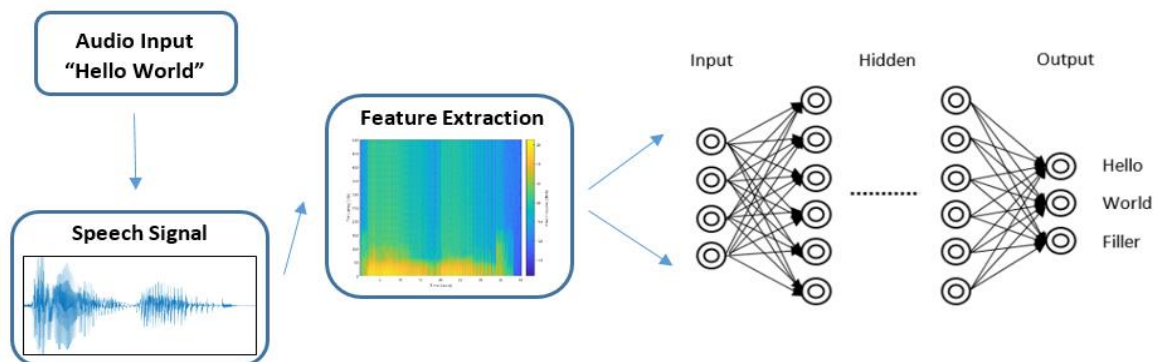 Audio Input
“Hello World”
Speech Signal
Feature Extraction
Input
Hidden
Output
Hello
World
Filler